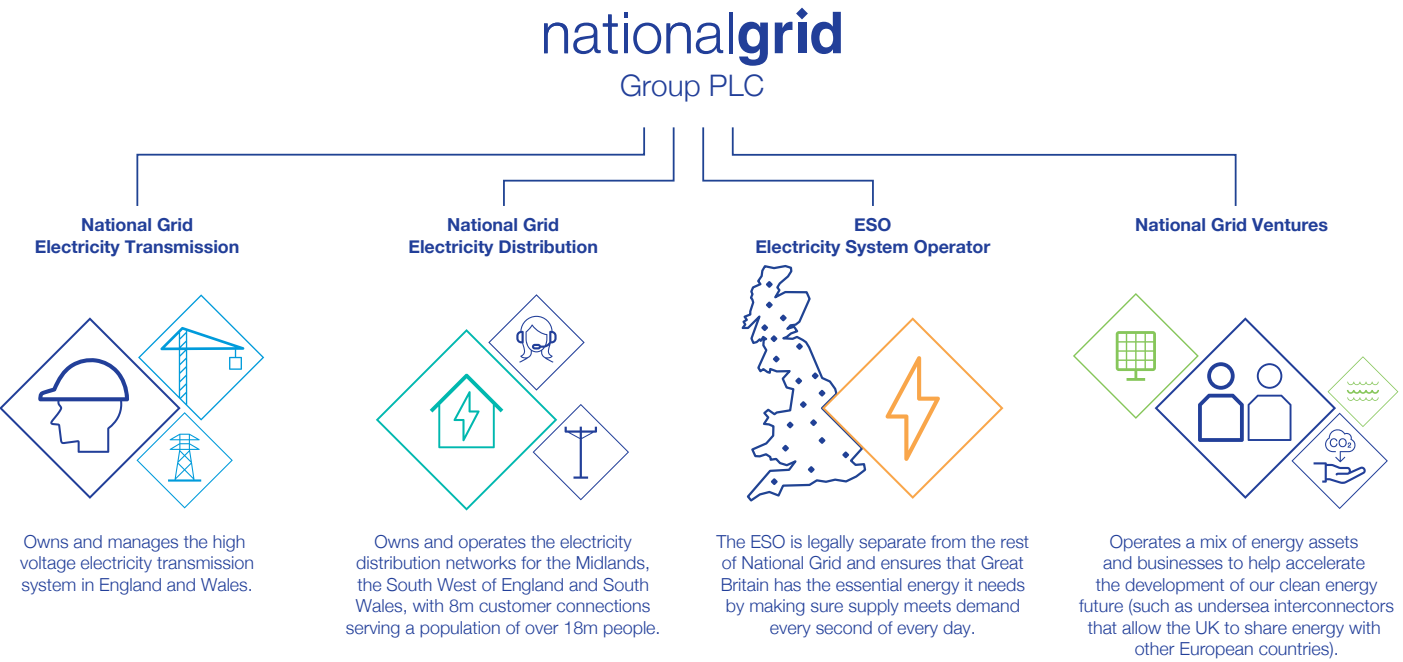 nationalgrid
Group PLC
National Grid
Electricity Transmission
Owns and manages the high
voltage electricity transmission
system in England and Wales.
National Grid
Electricity Distribution
Owns and operates the electricity
distribution networks for the Midlands,
the South West of England and South
Wales, with 8m customer connections
serving a population of over 18m people.
ESO
Electricity System Operator
The ESO is legally separate from the rest
of National Grid and ensures that Great
Britain has the essential energy it needs
by making sure supply meets demand
every second of every day.
National Grid Ventures
CO₂
Operates a mix of energy assets
and businesses to help accelerate
the development of our clean energy
future (such as undersea interconnectors
that allow the UK to share energy with
other European countries).